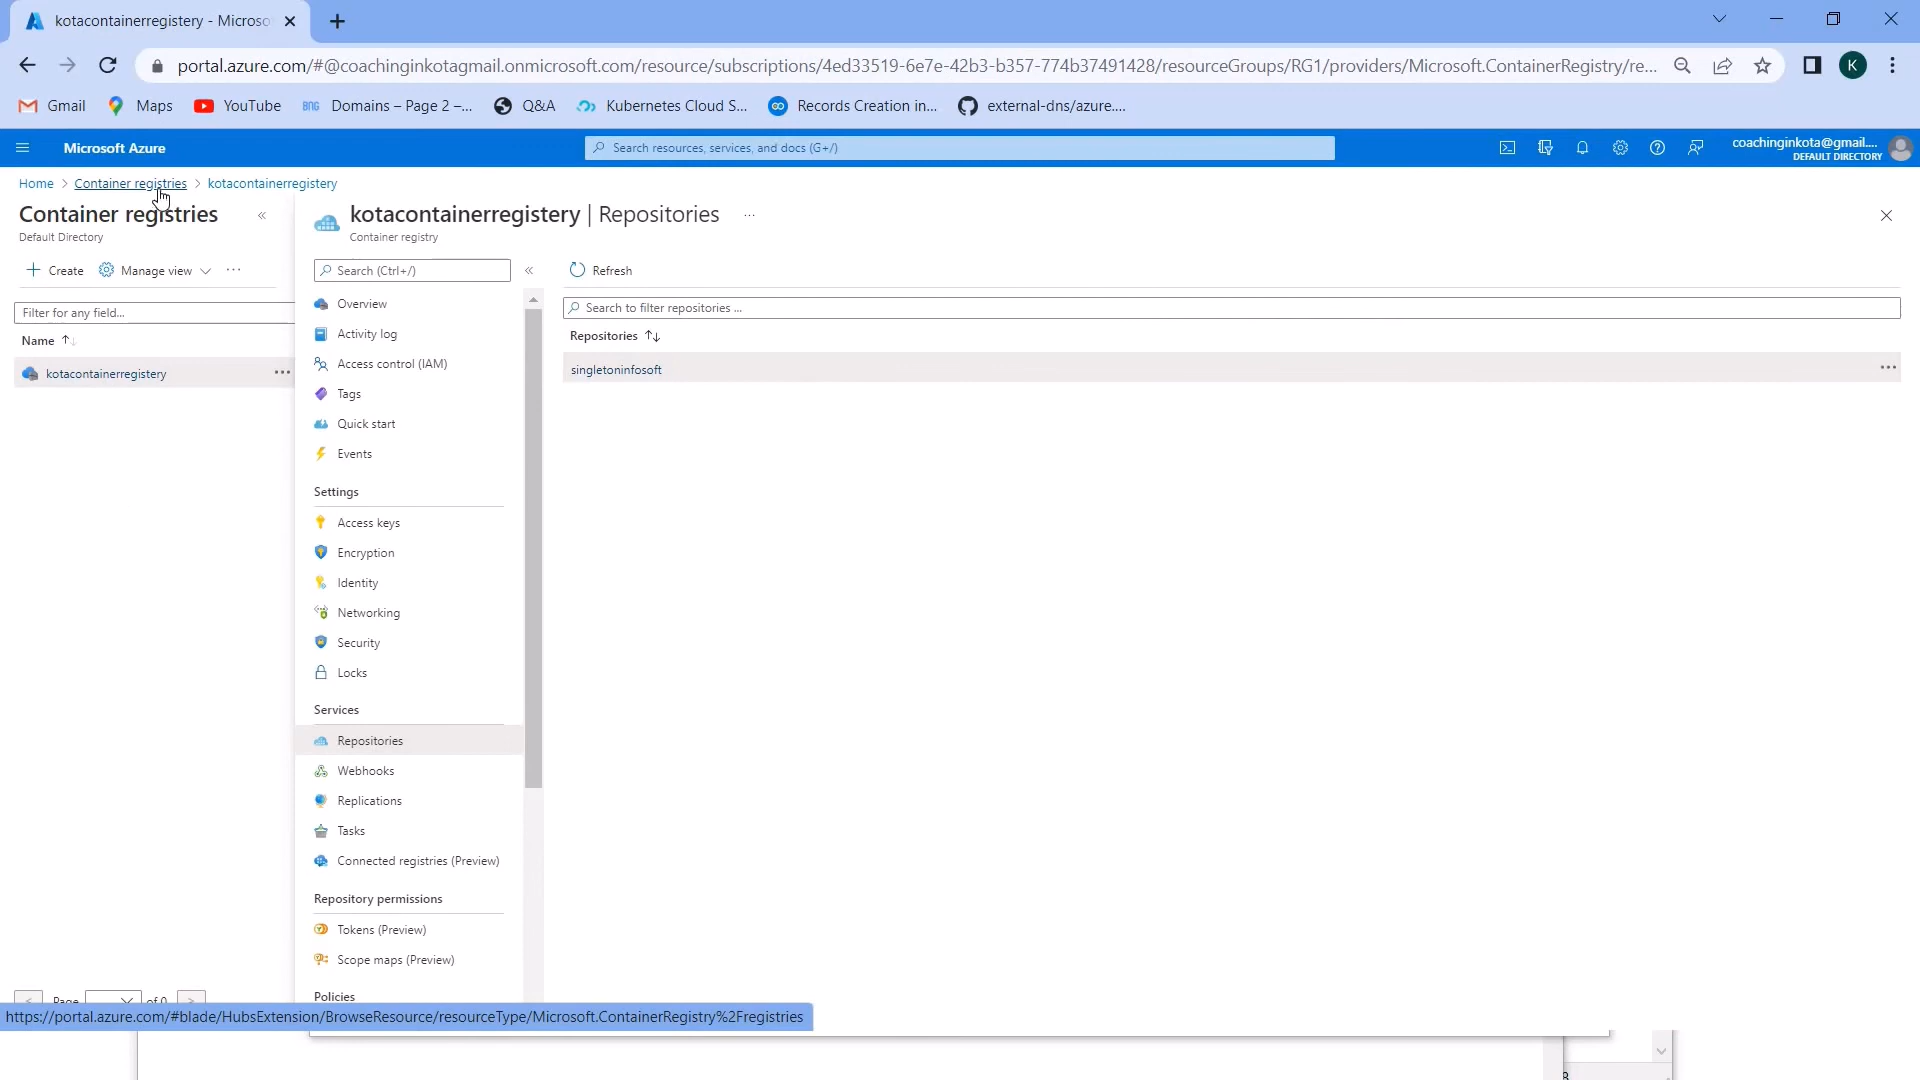 kotacontainerregistery - Microso
portal.azure.com/#@coachinginkotagmail.onmicrosoft.com/resource/subscriptions/4ed33519-6e7e-42b3-b357-774b37491428/resourceGroups/RG1/providers/Microsoft.ContainerRegistry/re...
K
Gmail
Maps
YouTube
BNG Domains – Page 2 –...
Q&A
Kubernetes Cloud S...
Records Creation in...
external-dns/azure....
Microsoft Azure
Search resources, services, and docs (G+/)
coachinginkota@gmail....
DEFAULT DIRECTORY
Home > Container registries > kotacontainerregistery
Container registries
«
Default Directory
+ Create
Manage view
...
Filter for any field...
Name
kotacontainerregistery
...
Page
of 0
kotacontainerregistery | Repositories
...
Container registry
Search (Ctrl+/)
«
Overview
Activity log
Access control (IAM)
Tags
Quick start
Events
Settings
Access keys
Encryption
Identity
Networking
Security
Locks
Services
Repositories
Webhooks
Replications
Tasks
Connected registries (Preview)
Repository permissions
Tokens (Preview)
Scope maps (Preview)
Policies
Refresh
Search to filter repositories ...
Repositories
singletoninfosoft
...
https://portal.azure.com/#blade/HubsExtension/BrowseResource/resourceType/Microsoft.ContainerRegistry%2Fregistries